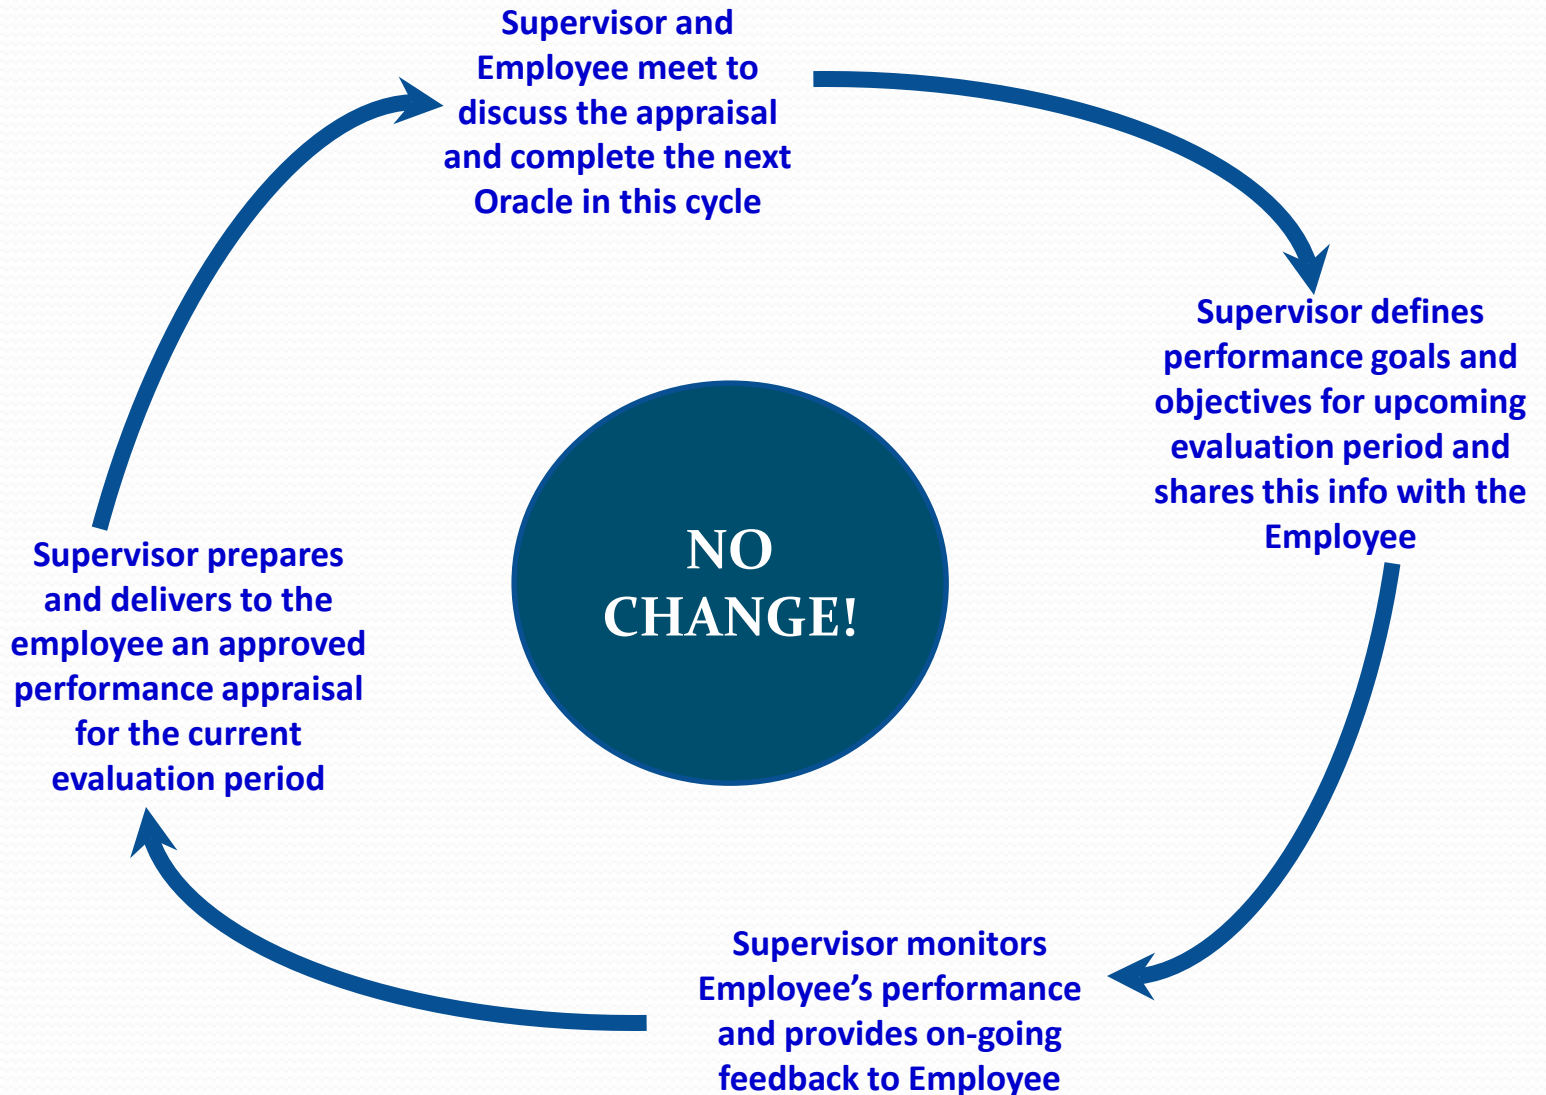 Supervisor and
Employee meet to
discuss the appraisal
and complete the next
Oracle in this cycle
Supervisor defines
performance goals and
objectives for upcoming
evaluation period and
shares this info with the
Employee
Supervisor monitors
Employee’s performance
and provides on-going
feedback to Employee
Supervisor prepares
and delivers to the
employee an approved
performance appraisal
for the current
evaluation period
NO
CHANGE!